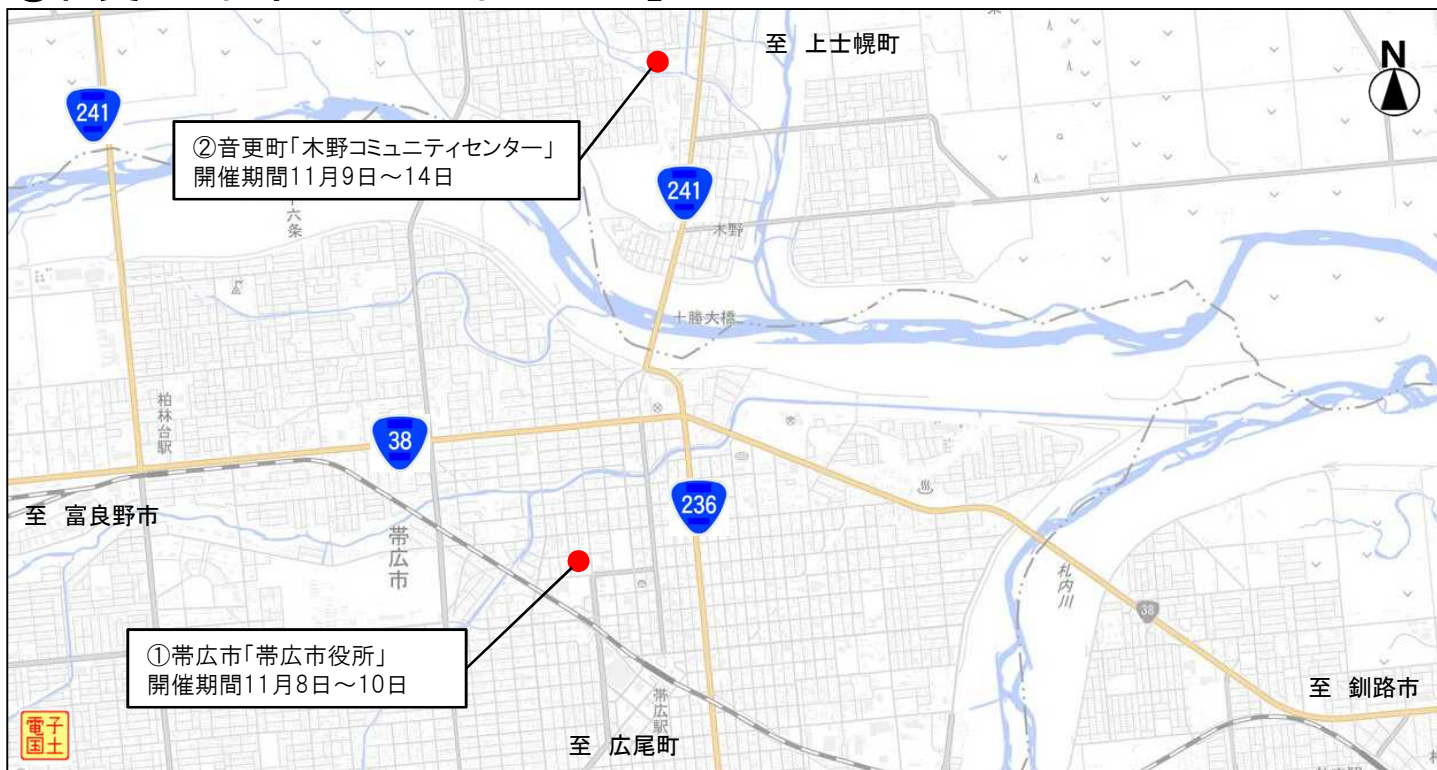 至 上士幌町
N
241
②音更町「木野コミュニティセンター」
開催期間11月9日～14日
241
六条
木野
十勝大橋
柏林台駅
38
236
至 富良野市
帯広市
札内川
38
①帯広市「帯広市役所」
開催期間11月8日～10日
至 釧路市
帯広駅
電子
国土
至 広尾町